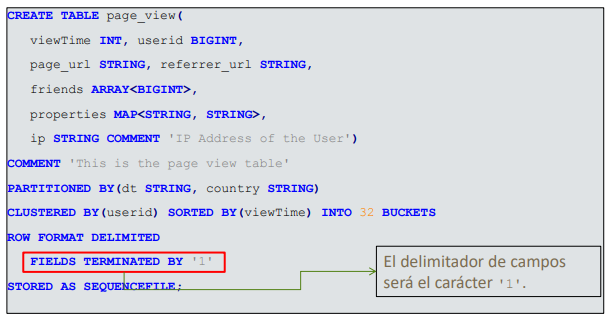 CREATE TABLE page_view(
viewTime INT, userid BIGINT,
page_url STRING, referrer_url STRING,
friends ARRAY<BIGINT>,
properties MAP<STRING, STRING>,
ip STRING COMMENT 'IP Address of the User')
COMMENT 'This is the page view table'
PARTITIONED BY(dt STRING, country STRING)
CLUSTERED BY(userid) SORTED BY(viewTime) INTO 32 BUCKETS
ROW FORMAT DELIMITED
FIELDS TERMINATED BY '1'
STORED AS SEQUENCEFILE;
El delimitador de campos
será el carácter '1'.